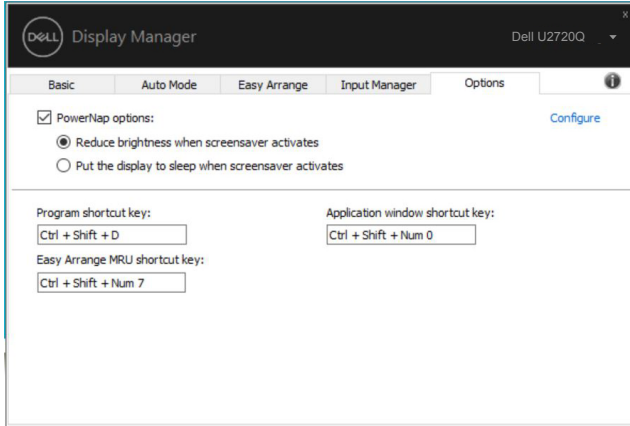 x
DELL Display Manager Dell U2720Q
Basic Auto Mode Easy Arrange Input Manager Options
PowerNap options: Configure
Reduce brightness when screensaver activates
Put the display to sleep when screensaver activates
Program shortcut key: Application window shortcut key:
Ctrl + Shift + D Ctrl + Shift + Num 0
Easy Arrange MRU shortcut key:
Ctrl + Shift + Num 7